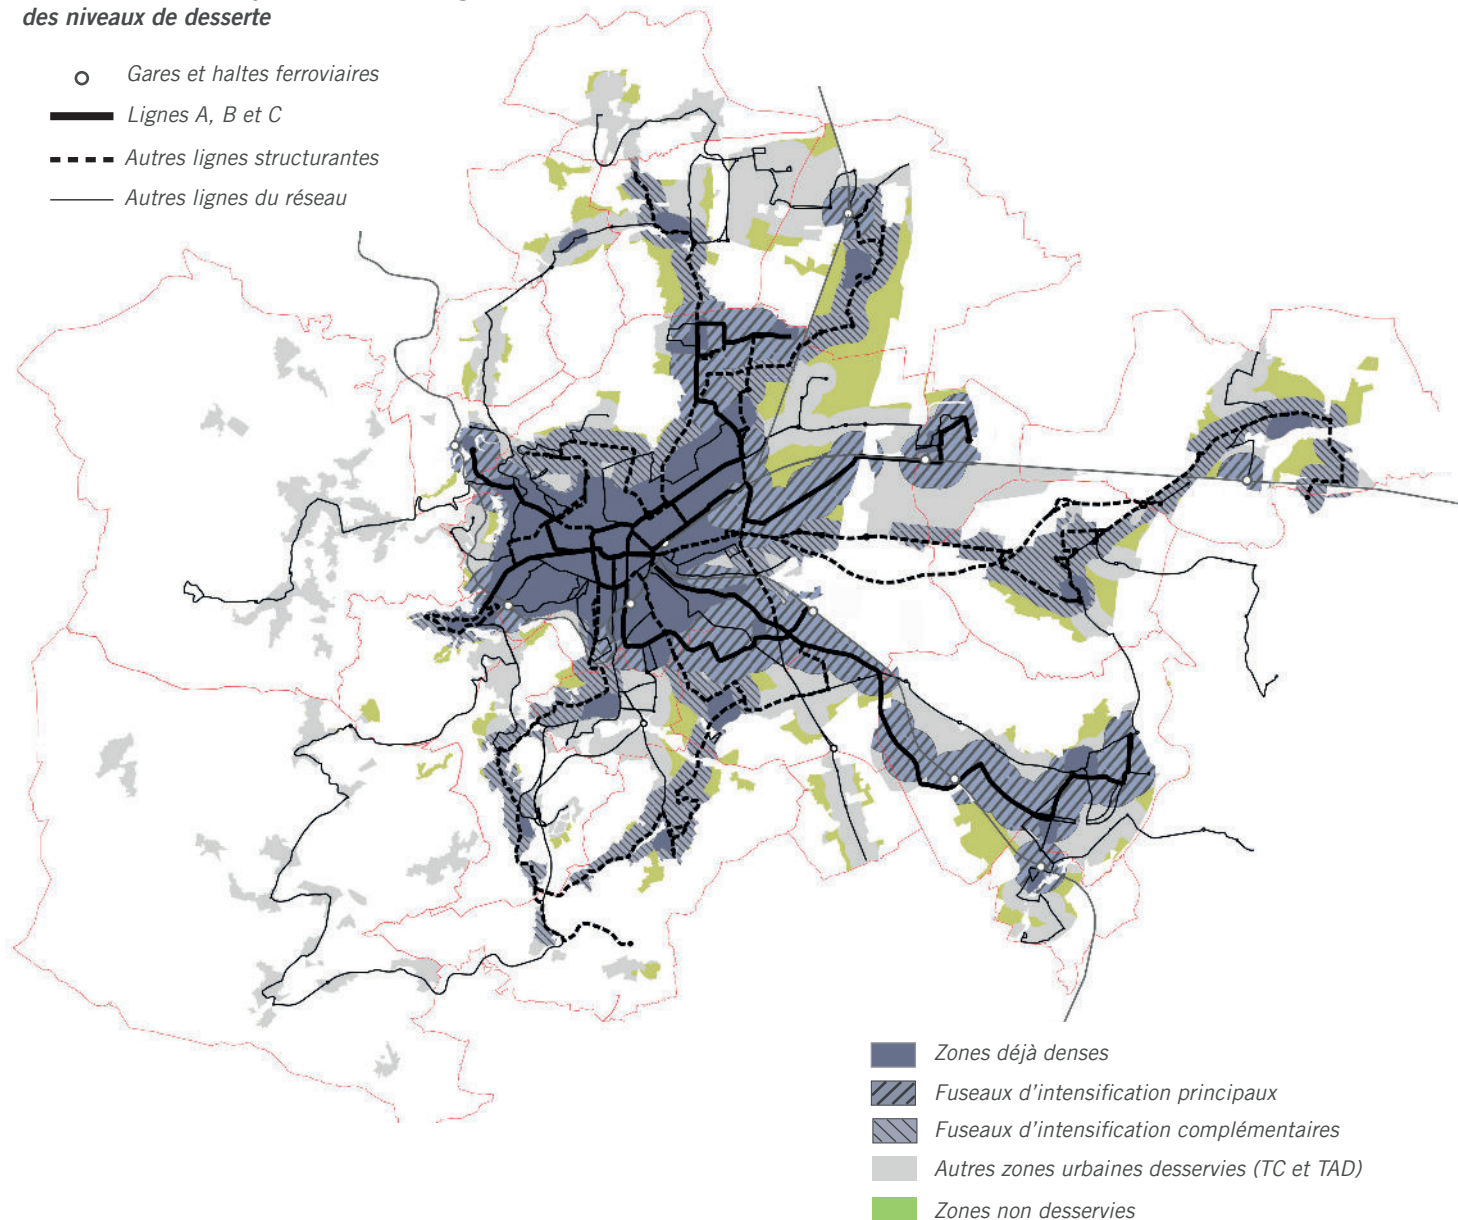 des niveaux de desserte
Gares et haltes ferroviaires
Lignes A, B et C
Autres lignes structurantes
Autres lignes du réseau
Zones déjà denses
Fuseaux d'intensification principaux
Fuseaux d'intensification complémentaires
Autres zones urbaines desservies (TC et TAD)
Zones non desservies